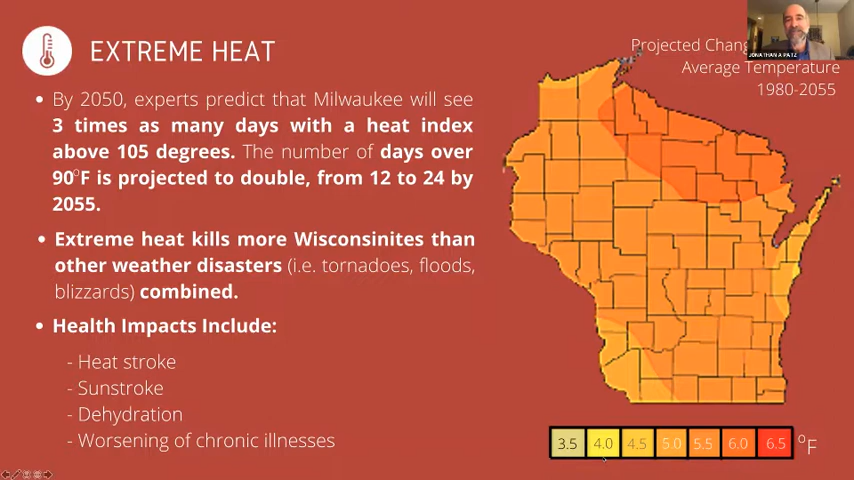 EXTREME HEAT
Projected Chang
Average Temperature
1980-2055
JONATHAN A PATZ
• By 2050, experts predict that Milwaukee will see
3 times as many days with a heat index
above 105 degrees. The number of days over
90°F is projected to double, from 12 to 24 by
2055.
• Extreme heat kills more Wisconsinites than
other weather disasters (i.e. tornadoes, floods,
blizzards) combined.
• Health Impacts Include:
- Heat stroke
- Sunstroke
- Dehydration
- Worsening of chronic illnesses
3.5 4.0 4.5 5.0 5.5 6.0 6.5 °F